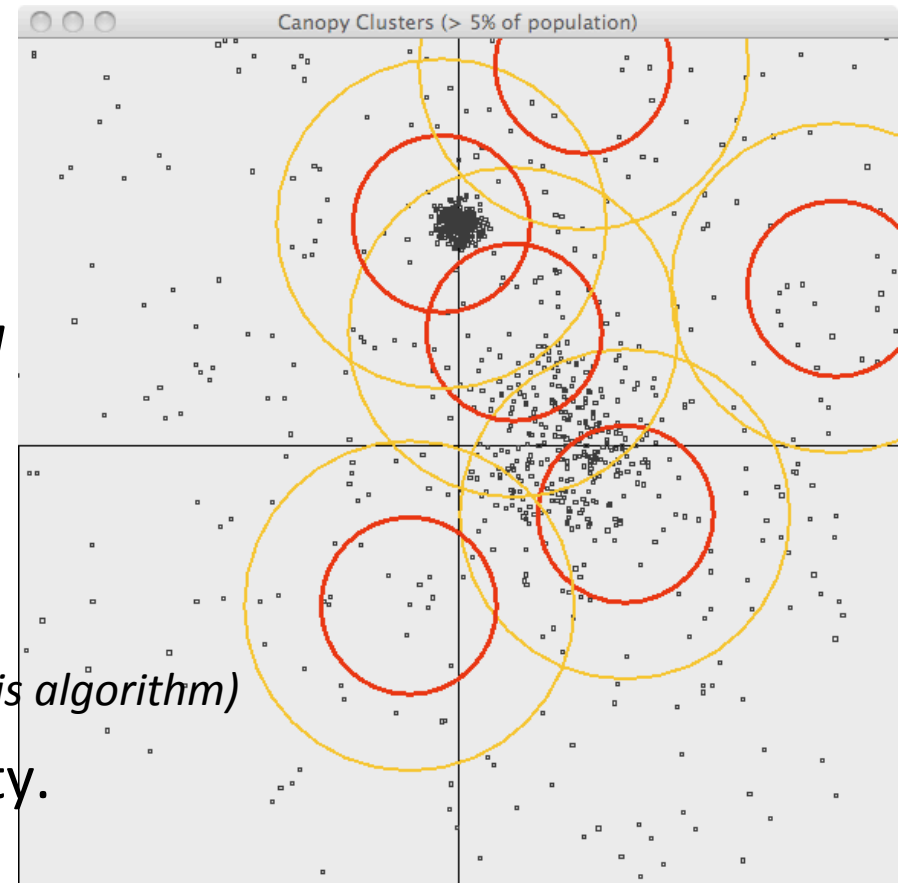 Canopy Clusters (> 5% of population)
is algorithm)
ty.